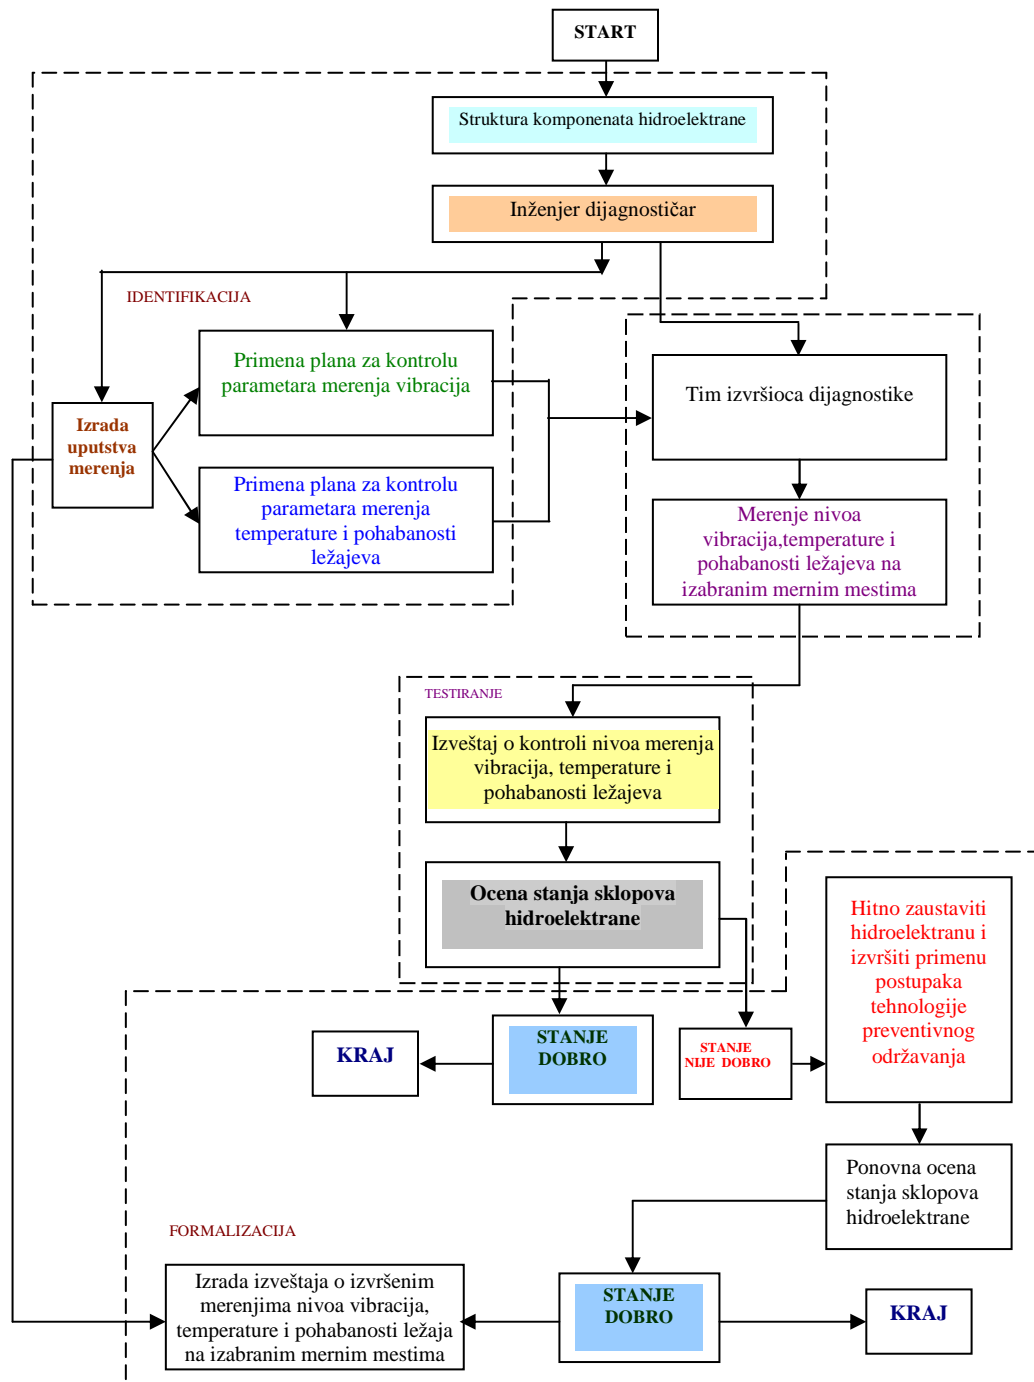 START
Struktura komponenata hidroelektrane
Inženjer dijagnostičar
IDENTIFIKACIJA
Primena plana za kontrolu
parametara merenja vibracija
Tim izvršioca dijagnostike
Izrada
uputstva
merenja
Primena plana za kontrolu
parametara merenja
temperature i pohabanosti
ležajeva
Merenje nivoa
vibracija,temperature i
pohabanosti ležajeva na
izabranim mernim mestima
TESTIRANJE
Izveštaj o kontroli nivoa merenja
vibracija, temperature i
pohabanosti ležajeva
Ocena stanja sklopova
hidroelektrane
Hitno zaustaviti
hidroelektranu i
izvršiti primenu
postupaka
tehnologije
preventivnog
održavanja
KRAJ
STANJE
DOBRO
STANJE
NIJE DOBRO
Ponovna ocena
stanja sklopova
hidroelektrane
FORMALIZACIJA
Izrada izveštaja o izvršenim
merenjima nivoa vibracija,
temperature i pohabanosti ležaja
na izabranim mernim mestima
STANJE
DOBRO
KRAJ